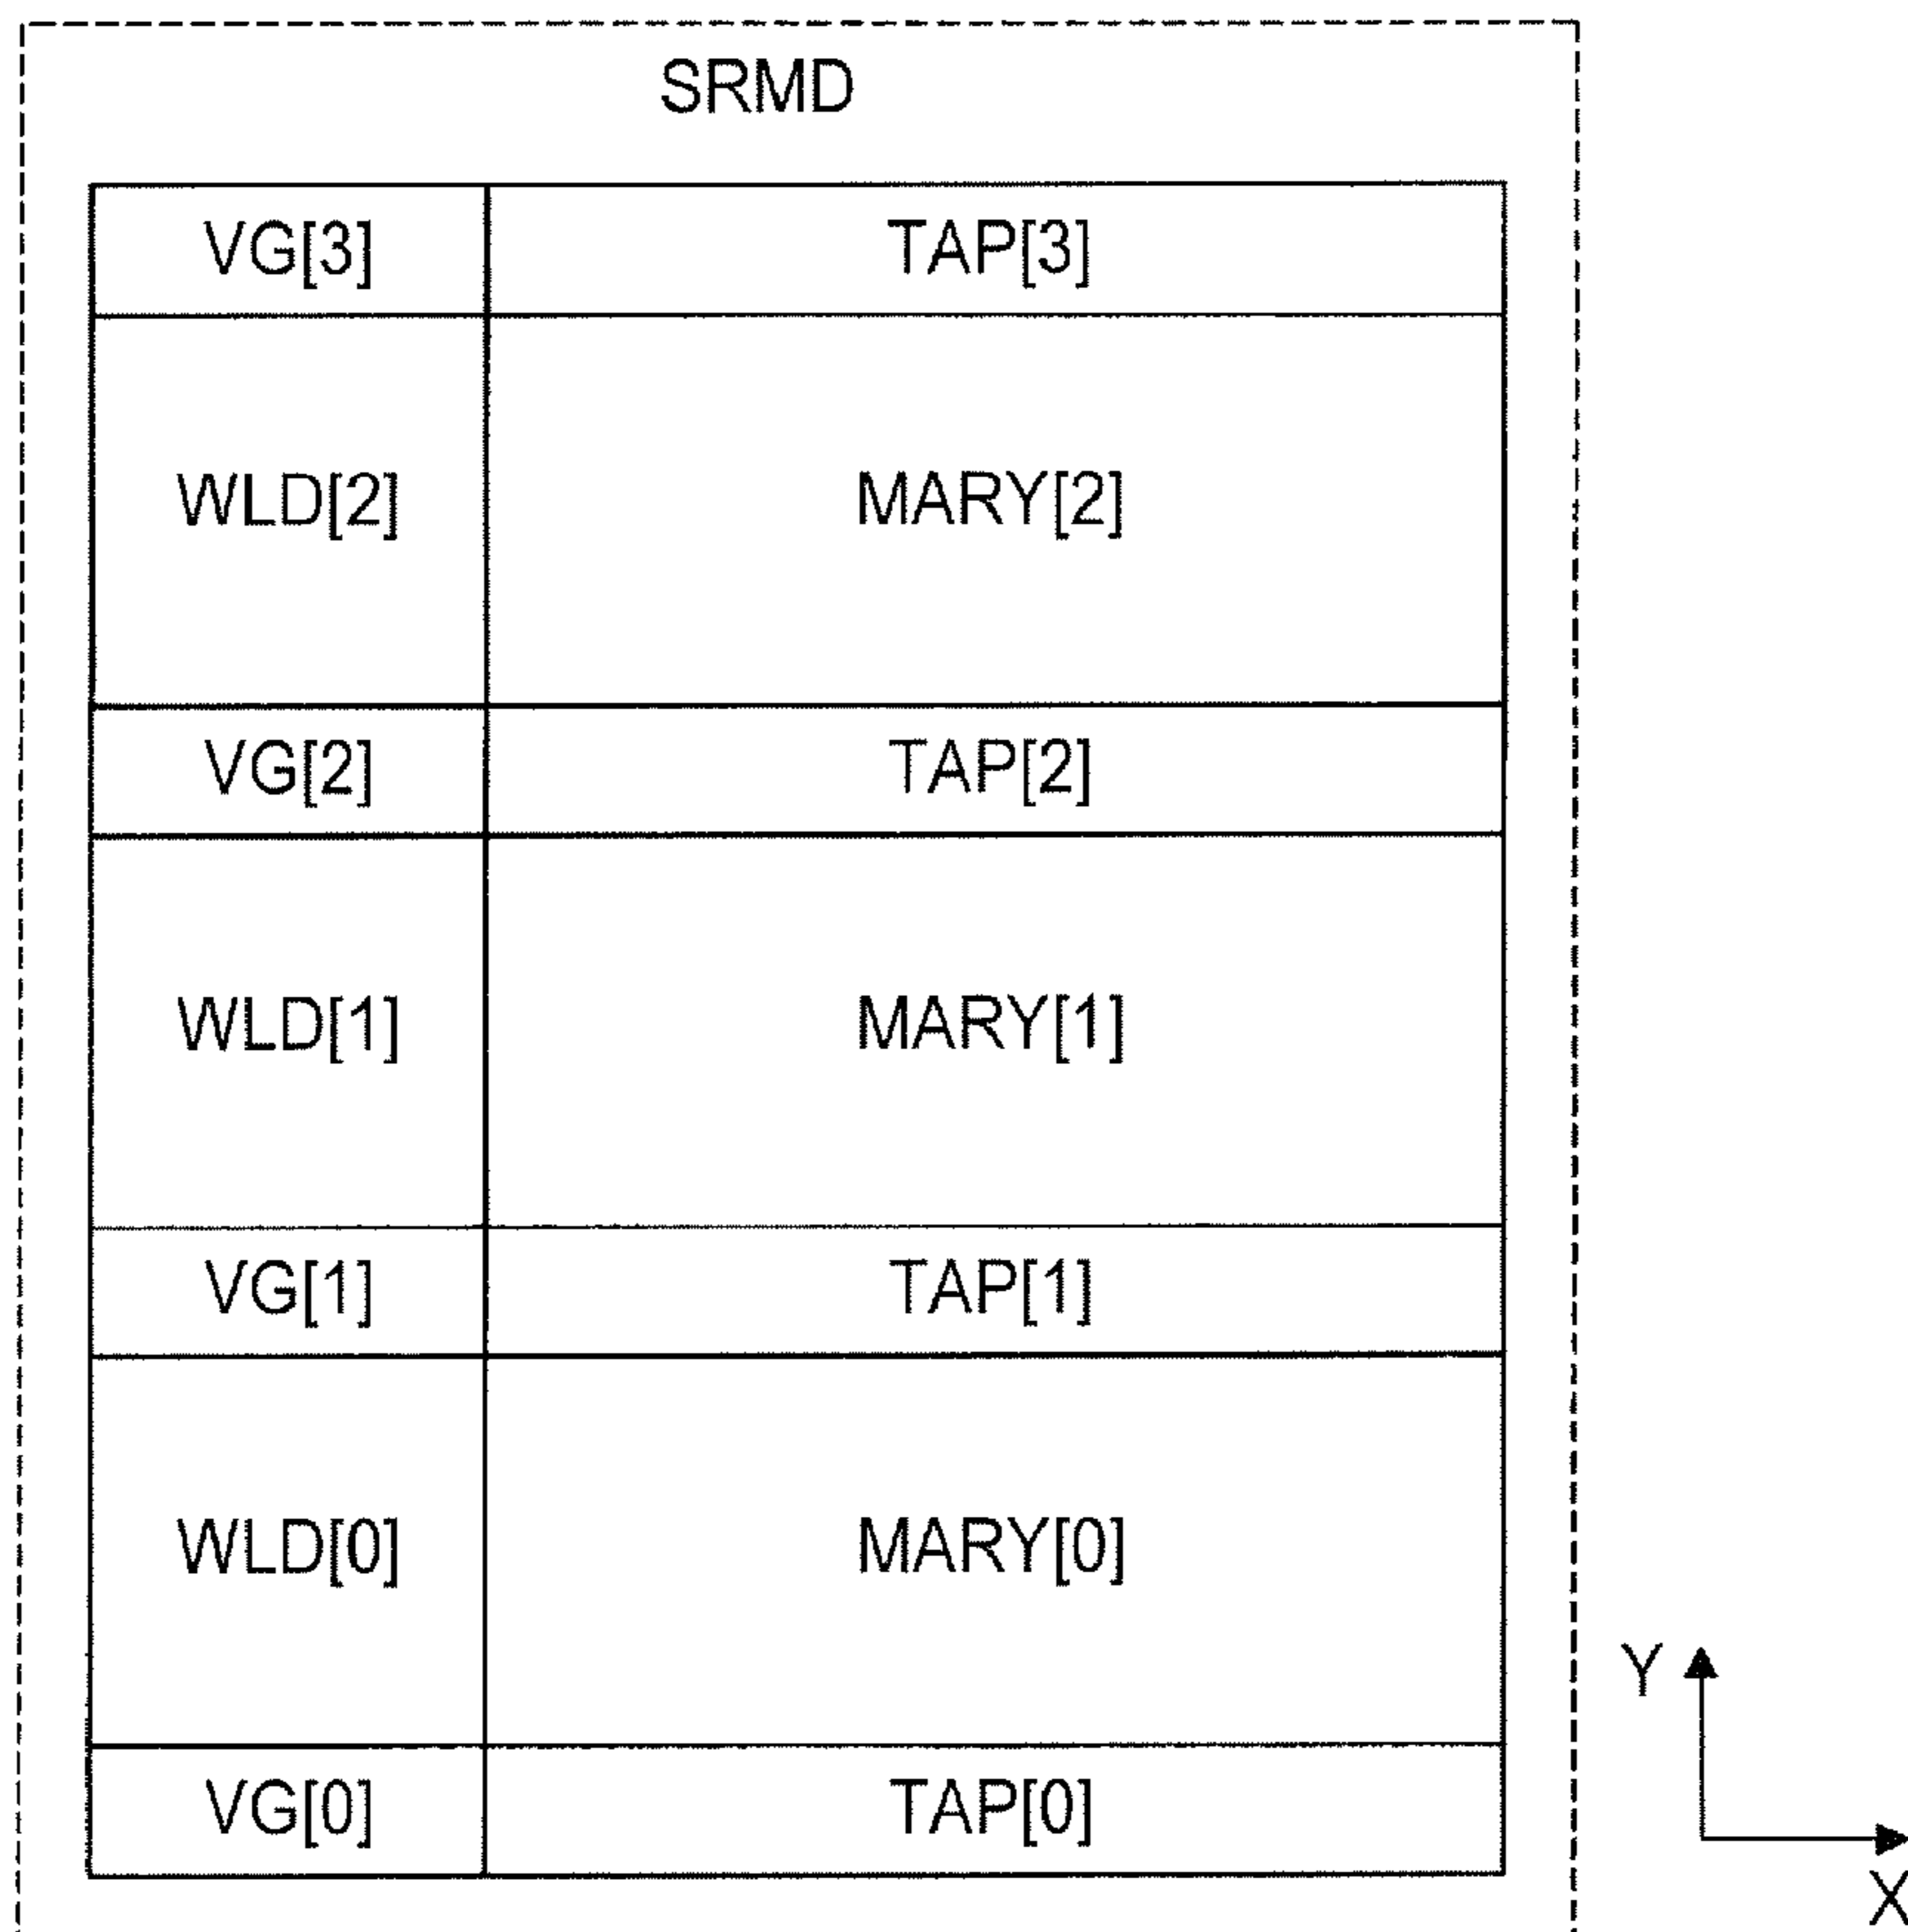 SRMD
VG[3] TAP[3]
WLD[2] MARY[2]
VG[2] TAP[2]
WLD[1] MARY[1]
VG[1] TAP[1]
WLD[0] MARY[0]
VG[0] TAP[0]
Y
X